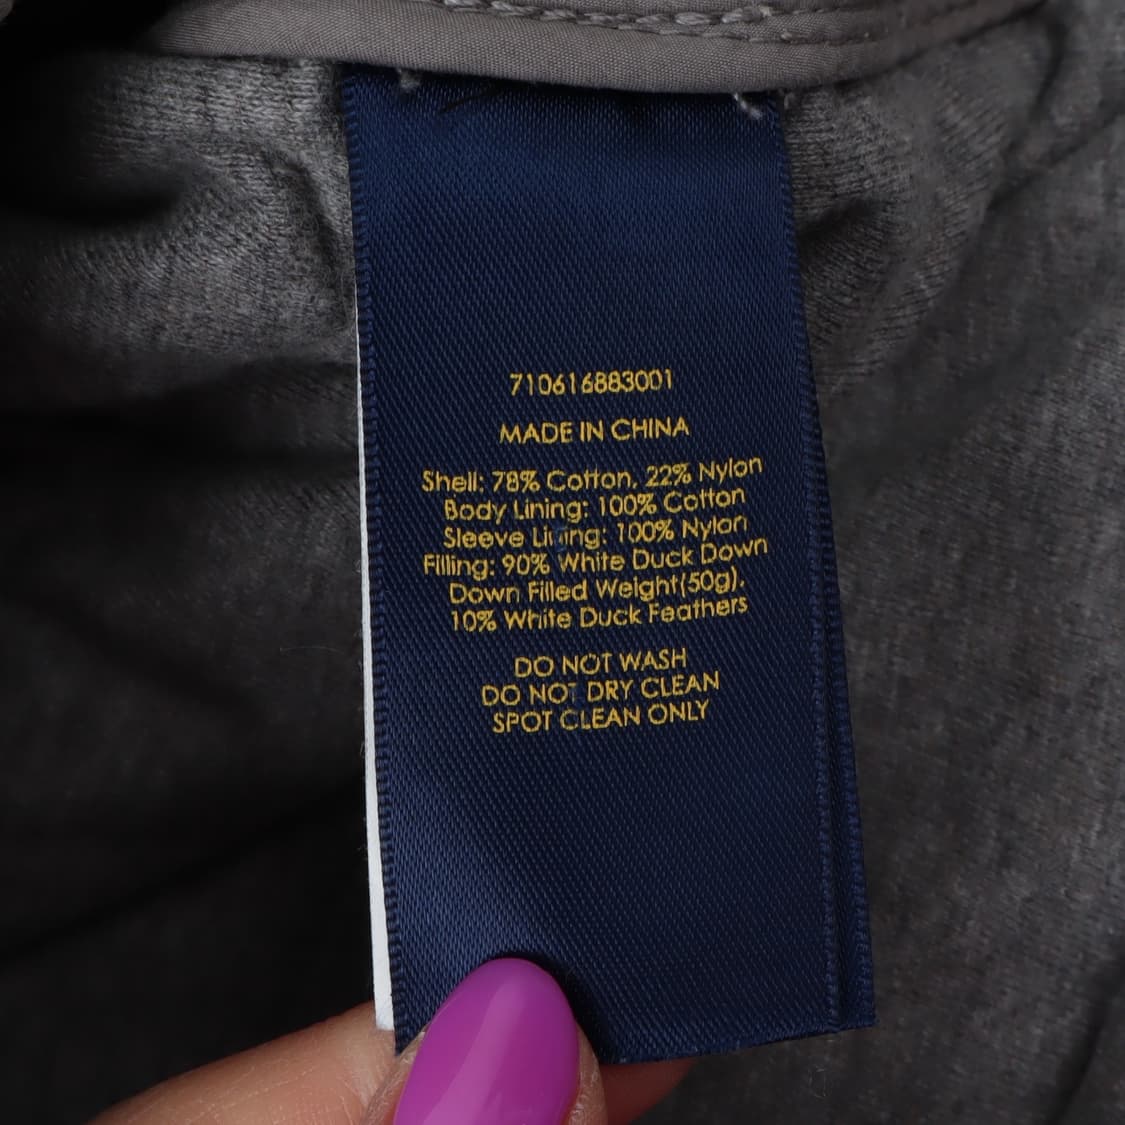 710616883001
MADE IN CHINA
Shell: 78% Cotton, 22% Nylon
Body Lining: 100% Cotton
Sleeve Lining: 100% Nylon
Filling: 90% White Duck Down
Down Filled Weight(50g),
10% White Duck Feathers
DO NOT WASH
DO NOT DRY CLEAN
SPOT CLEAN ONLY